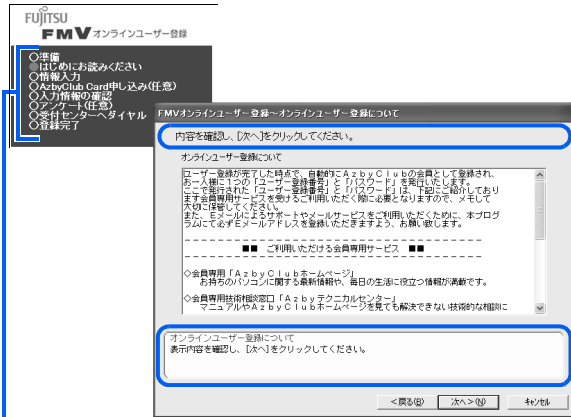 FUJITSU
FMV オンラインユーザー登録
○準備
●はじめにお読みください
○情報入力
○AzbyClub Card申し込み(任意)
○入力情報の確認
○アンケート(任意)
○受付センターへダイヤル
○登録完了
FMVオンラインユーザー登録～オンラインユーザー登録について
内容を確認し、[次へ]をクリックしてください。
オンラインユーザー登録について
ユーザー登録が完了した時点で、自動的にＡｚｂｙＣｌｕｂの会員として登録され、
お一人様に１つの「ユーザー登録番号」と「パスワード」を発行いたします。
ここで発行された「ユーザー登録番号」と「パスワード」は、下記にご紹介しており
ます会員専用サービスを受けるご利用いただく際に必要となりますので、メモして
大切に保管してください。
また、Ｅメールによるサポートやメールサービスをご利用いただくために、本プログ
ラムにて必ずＥメールアドレスを登録いただきますよう、お願い致します。
■■ ご利用いただける会員専用サービス ■■
◇会員専用「ＡｚｂｙＣｌｕｂホームページ」
お持ちのパソコンに関する最新情報や、毎日の生活に役立つ情報が満載です。
◇会員専用技術相談窓口「Ａｚｂｙテクニカルセンター」
マニュアルやＡｚｂｙＣｌｕｂホームページを見ても解決できない技術的な相談に
オンラインユーザー登録について
表示内容を確認し、[次へ]をクリックしてください。
＜戻る(B) 次へ＞(N) キャンセル